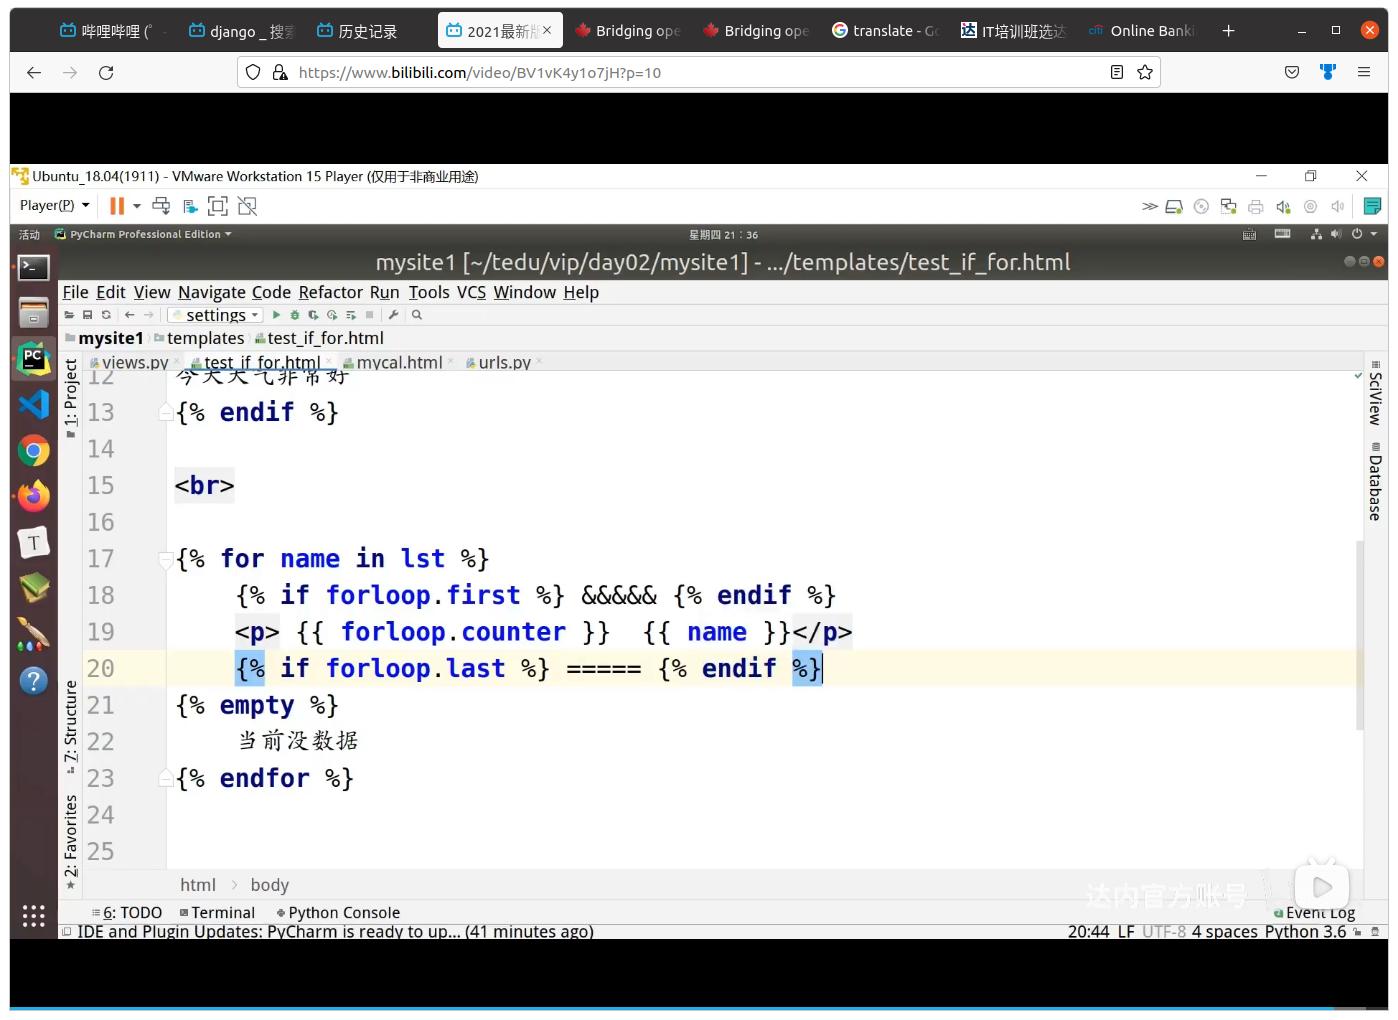 哔哩哔哩 (゜
django _ 搜索
历史记录
2021最新版
Bridging ope
Bridging ope
translate - Go
IT培训班选达
Online Banki
https://www.bilibili.com/video/BV1vK4y1o7jH?p=10
Ubuntu_18.04(1911) - VMware Workstation 15 Player (仅用于非商业用途)
Player(P)
活动 PyCharm Professional Edition 星期四 21：36
mysite1 [~/tedu/vip/day02/mysite1] - .../templates/test_if_for.html
File Edit View Navigate Code Refactor Run Tools VCS Window Help
settings
mysite1 templates test_if_for.html
views.py test_if_for.html mycal.html urls.py
1: Project
7: Structure
2: Favorites
SciView
Database
12 今天天气非常好
13 {% endif %}
14
15 <br>
16
17 {% for name in lst %}
18 {% if forloop.first %} &&&&& {% endif %}
19 <p> {{ forloop.counter }} {{ name }}</p>
20 {% if forloop.last %} ===== {% endif %}
21 {% empty %}
22 当前没数据
23 {% endfor %}
24
25
html > body
达内官方账号
6: TODO Terminal Python Console Event Log
IDE and Plugin Updates: PyCharm is ready to up... (41 minutes ago) 20:44 LF UTF-8 4 spaces Python 3.6